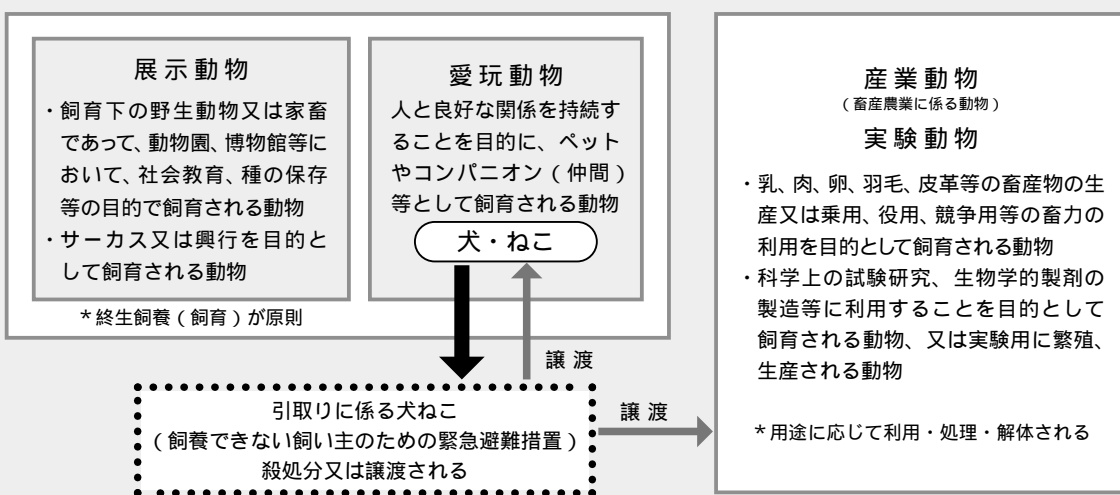 展示動物
・飼育下の野生動物又は家畜
であって、動物園、博物館等に
おいて、社会教育、種の保存
等の目的で飼育される動物
・サーカス又は興行を目的と
して飼育される動物
*終生飼養(飼育)が原則
愛玩動物
人と良好な関係を持続す
ることを目的に、ペット
やコンパニオン(仲間)
等として飼育される動物
犬・ねこ
譲渡
引取りに係る犬ねこ
(飼養できない飼い主のための緊急避難措置)
殺処分又は譲渡される
譲渡
産業動物
(畜産農業に係る動物)
実験動物
・乳、肉、卵、羽毛、皮革等の畜産物の生
産又は乗用、役用、競争用等の畜力の
利用を目的として飼育される動物
・科学上の試験研究、生物学的製剤の
製造等に利用することを目的として
飼育される動物、又は実験用に繁殖、
生産される動物
*用途に応じて利用・処理・解体される